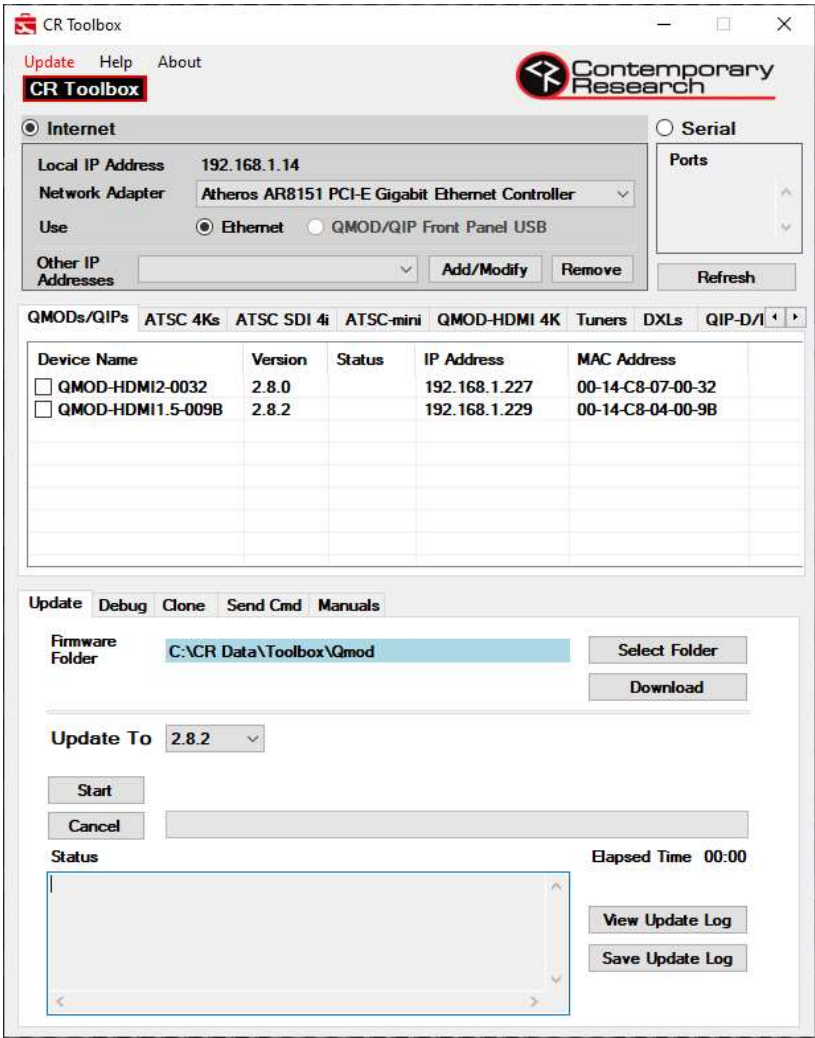 CR Toolbox
Update Help About
CR Toolbox
Contemporary
Research
Internet
Serial
Local IP Address 192.168.1.14
Network Adapter Atheros AR8151 PCI-E Gigabit Ethernet Controller
Use Ethernet QMOD/QIP Front Panel USB
Other IP
Addresses
Add/Modify Remove
Ports
Refresh
QMODs/QIPs ATSC 4Ks ATSC SDI 4i ATSC-mini QMOD-HDMI 4K Tuners DXLs QIP-D/
Device Name Version Status IP Address MAC Address
QMOD-HDMI2-0032 2.8.0 192.168.1.227 00-14-C8-07-00-32
QMOD-HDMI1.5-009B 2.8.2 192.168.1.229 00-14-C8-04-00-9B
Update Debug Clone Send Cmd Manuals
Firmware
Folder
C:\CR Data\Toolbox\Qmod
Select Folder
Download
Update To 2.8.2
Start
Cancel
Status
Elapsed Time 00:00
View Update Log
Save Update Log